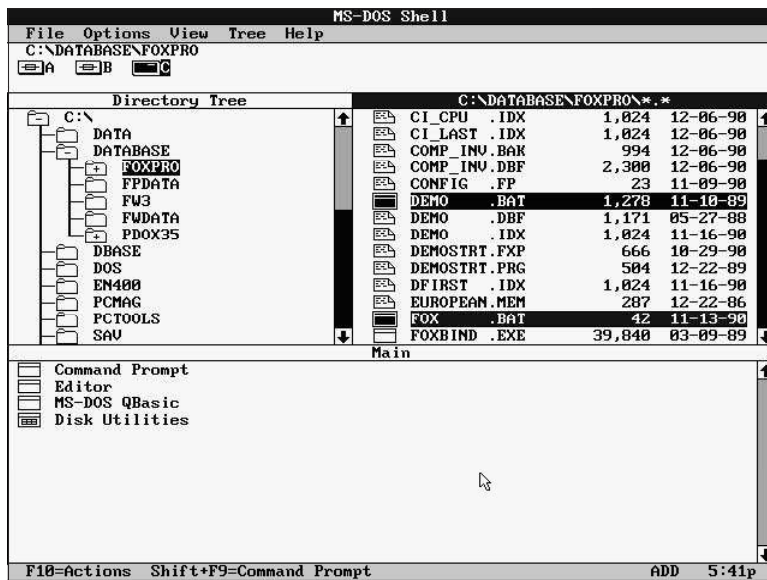 MS-DOS Shell
File Options View Tree Help
C:\DATABASE\FOXPRO
A B C
Directory Tree
C:\
DATA
DATABASE
FOXPRO
FPDATA
FW3
FWDATA
PDOX35
DBASE
DOS
EN400
PCMAG
PCTOOLS
SAV
C:\DATABASE\FOXPRO\*.*
CI_CPU .IDX 1,024 12-06-90
CI_LAST .IDX 1,024 12-06-90
COMP_INV.BAK 994 12-06-90
COMP_INV.DBF 2,300 12-06-90
CONFIG .FP 23 11-09-90
DEMO .BAT 1,278 11-10-89
DEMO .DBF 1,171 05-27-88
DEMO .IDX 1,024 11-16-90
DEMOSTRT.FXP 666 10-29-90
DEMOSTRT.PRG 504 12-22-89
DFIRST .IDX 1,024 11-16-90
EUROPEAN.MEM 287 12-22-86
FOX .BAT 42 11-13-90
FOXBIND .EXE 39,840 03-09-89
Main
Command Prompt
Editor
MS-DOS QBasic
Disk Utilities
F10=Actions Shift+F9=Command Prompt ADD 5:41p